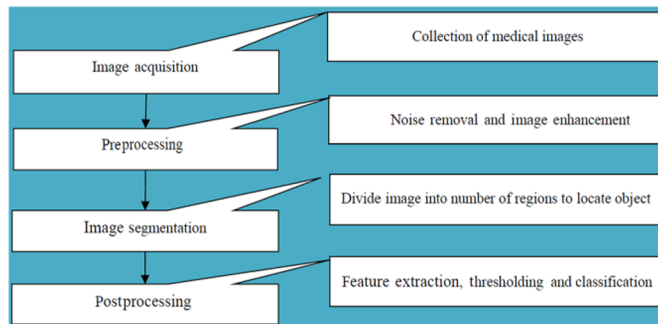 Collection of medical images
Image acquisition
Noise removal and image enhancement
Preprocessing
Divide image into number of regions to locate object
Image segmentation
Feature extraction, thresholding and classification
Postprocessing